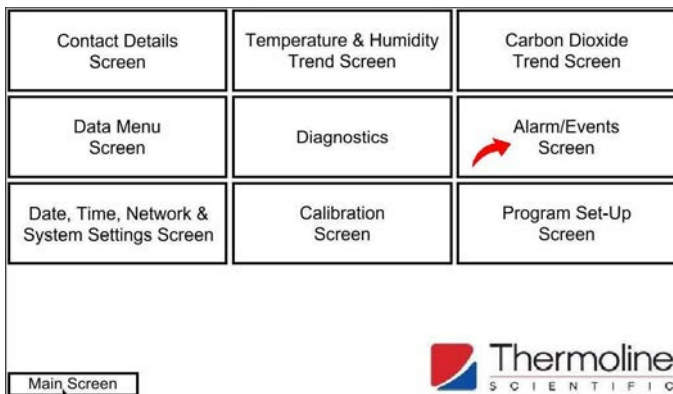 Contact Details
Screen
Temperature & Humidity
Trend Screen
Carbon Dioxide
Trend Screen
Data Menu
Screen
Diagnostics
Alarm/Events
Screen
Date, Time, Network &
System Settings Screen
Calibration
Screen
Program Set-Up
Screen
Main Screen
Thermoline
SCIENTIFIC